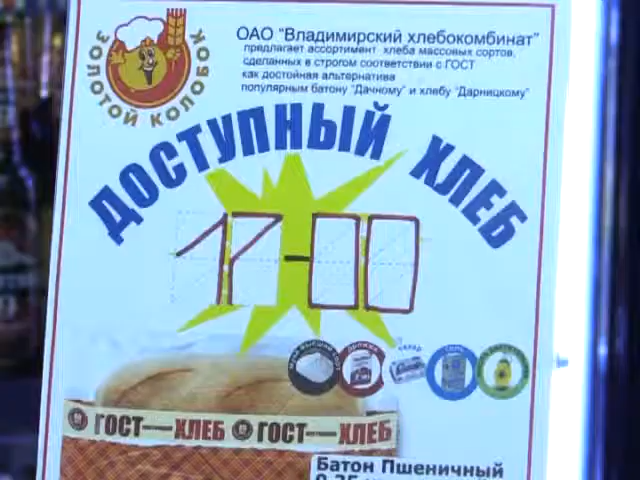 ЗОЛОТОЙ КОЛОБОК
ОАО "Владимирский хлебокомбинат"
предлагает ассортимент хлеба массовых сортов,
сделанных в строгом соответствии с ГОСТ
как достойная альтернатива
популярным батону "Дачному" и хлебу "Дарницкому"
ДОСТУПНЫЙ ХЛЕБ
17-00
ГОСТ—ХЛЕБ ГОСТ—ХЛЕБ
Батон Пшеничный